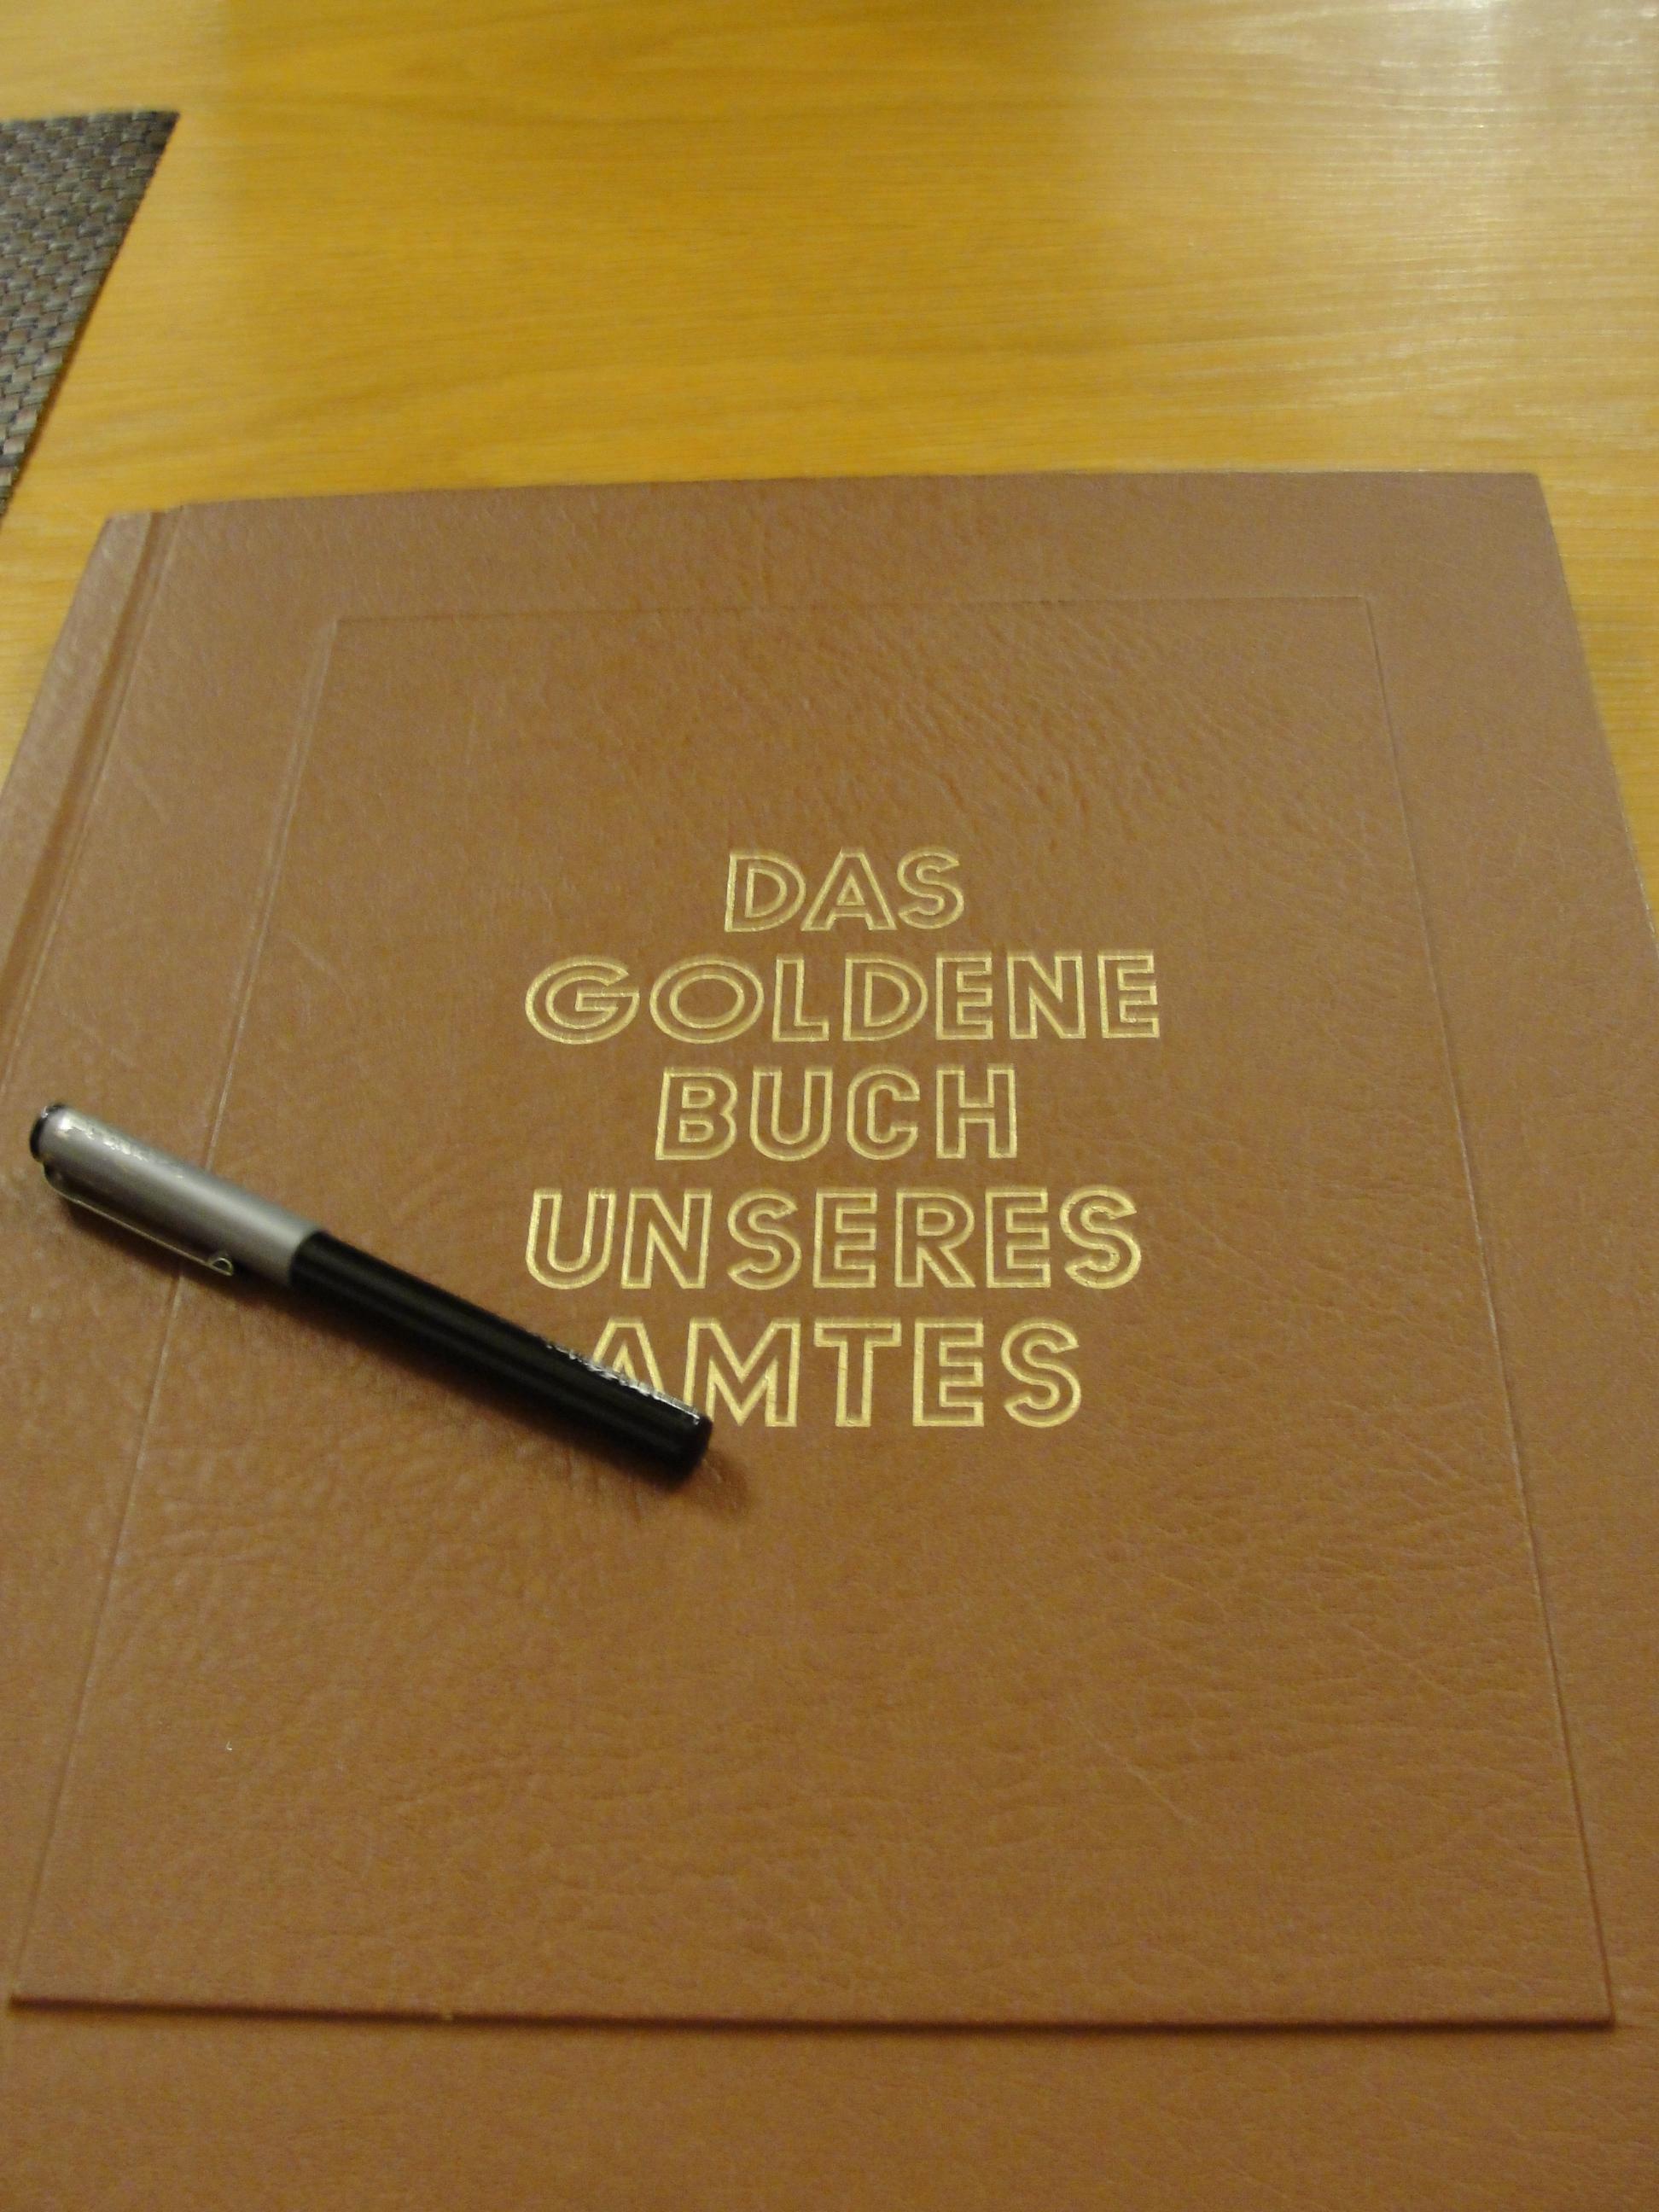 DAS
GOLDENE
BUCH
UNSERES
AMTES